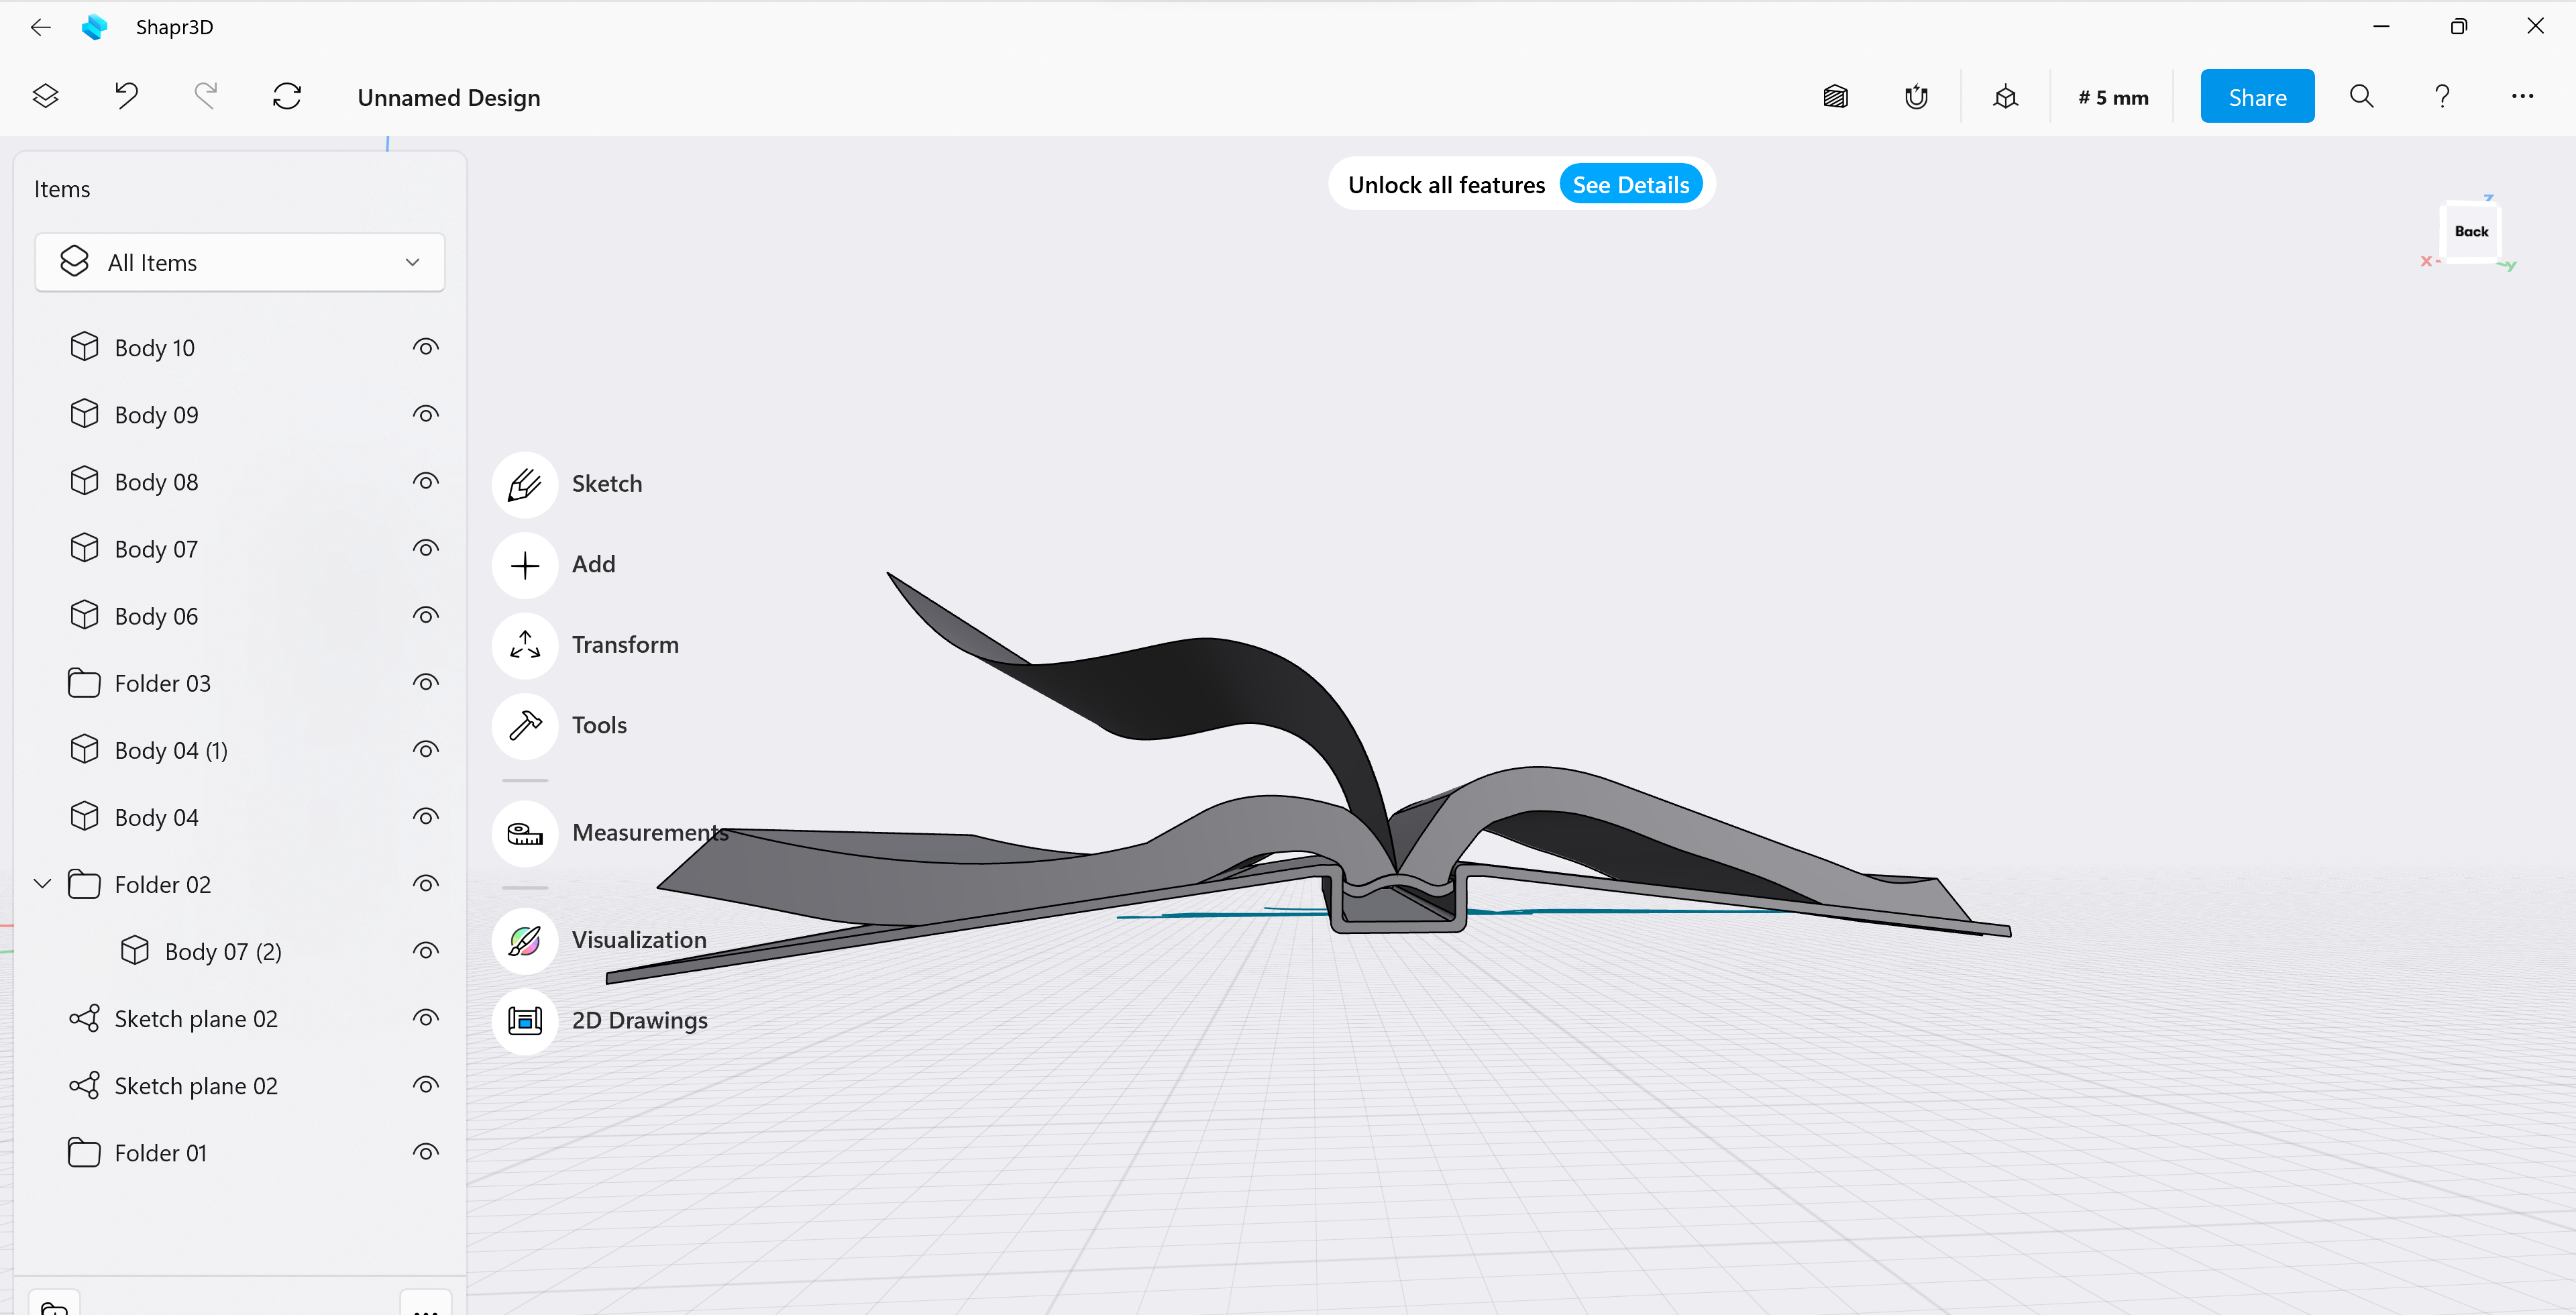 Shapr3D
Unnamed Design
# 5 mm
Share
Items
Unlock all features See Details
All Items
Z
Back
X
Y
Body 10
Body 09
Body 08
Body 07
Body 06
Folder 03
Body 04 (1)
Body 04
Folder 02
Body 07 (2)
Sketch plane 02
Sketch plane 02
Folder 01
Sketch
Add
Transform
Tools
Measurements
Visualization
2D Drawings